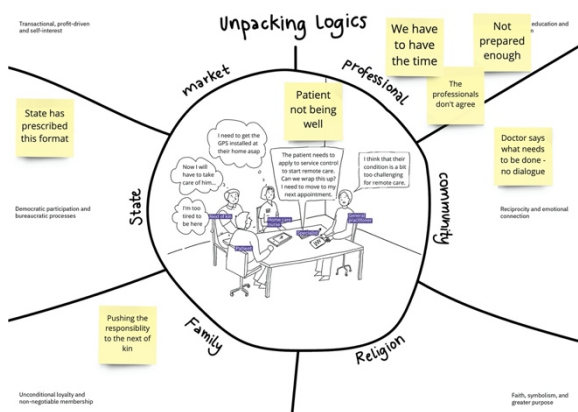 Unpacking Logics
Transactional, profit-driven
and self-interest
education and
We have
to have
the time
Not
prepared
enough
The
professionals
don't agree
market
professional
Patient
not being
well
State has
prescribed
this format
Doctor says
what needs
to be done -
no dialogue
I need to get the
GPS installed at
their home asap
Now I will
have to take
care of him...
I'm too
tired to
be here
The patient needs to
apply to service control
to start remote care.
Can we wrap this up?
I need to move to my
next appointment.
I think that their
condition is a bit
too challenging
for remote care.
State
community
Democratic participation and
bureaucratic processes
Reciprocity and emotional
connection
Pushing the
responsiblity
to the next of
kin
Family
Religion
Unconditional loyalty and
non-negotiable membership
Faith, symbolism, and
greater purpose